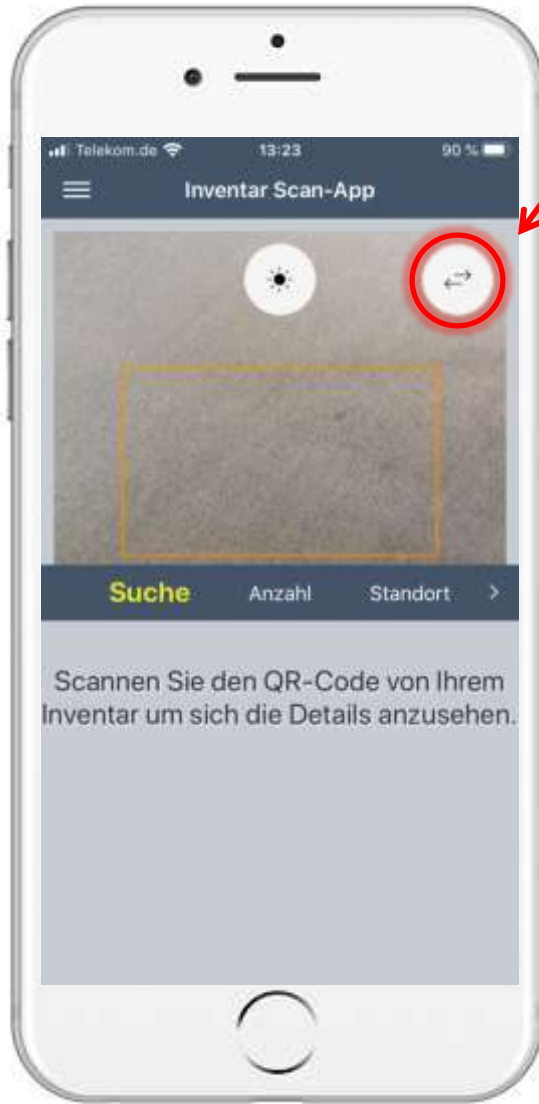 Telekom.de 13:23 90 %
Inventar Scan-App
Suche Anzahl Standort >
Scannen Sie den QR-Code von Ihrem
Inventar um sich die Details anzusehen.